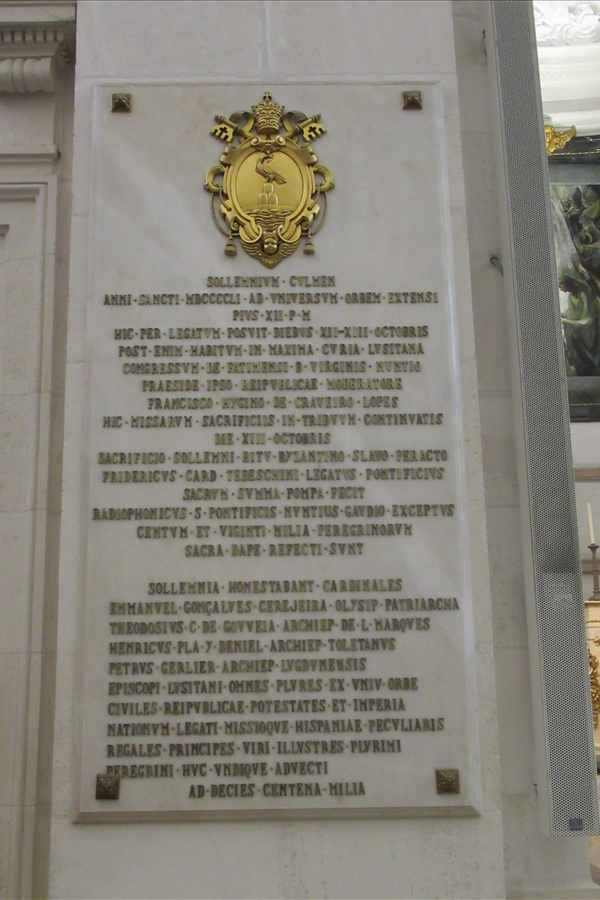 SOLLEMNIVM · CVLMEN
ANNI · SANCTI · MDCCCCLI · AD · VNIVERSVM · ORBEM · EXTENSI
PIVS · XII · P · M
HIC · PER · LEGATVM · POSVIT · DIEBVS · XII-XIII · OCTOBRIS
POST · ENIM · HABITVM · IN · MAXIMA · CVRIA · LVSITANA
CONGRESSVM · DE · FATIMENSI · B · VIRGINIS · NVNTIO
PRAESIDE · IPSO · REIPVBLICAE · MODERATORE
FRANCISCO · HYGINO · DE · CRAVEIRO · LOPES
HIC · MISSARVM · SACRIFICIIS · IN · TRIDVVM · CONTINVATIS
DIE · XIII · OCTOBRIS
SACRIFICIO · SOLLEMNI · RITV · BYZANTINO · SLAVO · PERACTO
FRIDERICVS · CARD · TEDESCHINI · LEGATVS · PONTIFICIVS
SACRVM · SVMMA · POMPA · FECIT
RADIOPHONICVS · S · PONTIFICIS · NVNTIVS · GAVDIO · EXCEPTVS
CENTVM · ET · VIGINTI · MILIA · PEREGRINORVM
SACRA · DAPE · REFECTI · SVNT
SOLLEMNIA · HONESTABANT · CARDINALES
EMMANVEL · GONÇALVES · CEREJEIRA · OLYSIP · PATRIARCHA
THEODOSIVS · C · DE · GOVVEIA · ARCHIEP · DE · L · MARQVES
HENRICVS · PLA · Y · DENIEL · ARCHIEP · TOLETANVS
PETRVS · GERLIER · ARCHIEP · LVGDVNENSIS
EPISCOPI · LVSITANI · OMNES · PLVRES · EX · VNIV · ORBE
CIVILES · REIPVBLICAE · POTESTATES · ET · IMPERIA
NATIONVM · LEGATI · MISSIOQVE · HISPANIAE · PECVLIARIS
REGALES · PRINCIPES · VIRI · ILLVSTRES · PLVRIMI
PEREGRINI · HVC · VNDIQVE · ADVECTI
AD · DECIES · CENTENA · MILIA